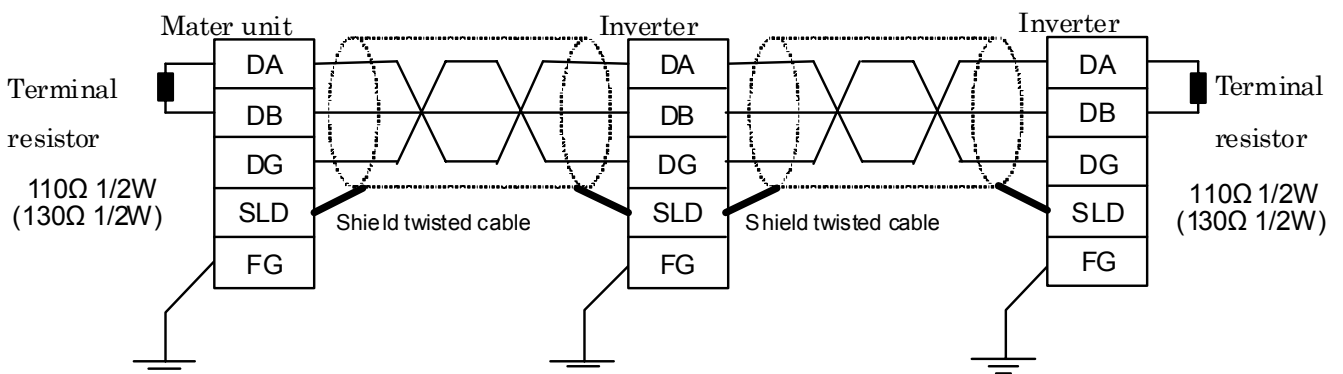 Mater unit
Inverter
Inverter
Terminal
resistor
110Ω 1/2W
(130Ω 1/2W)
DA
DB
DG
SLD
FG
Shield twisted cable
DA
DB
DG
SLD
FG
Shield twisted cable
DA
DB
DG
SLD
FG
Terminal
resistor
110Ω 1/2W
(130Ω 1/2W)